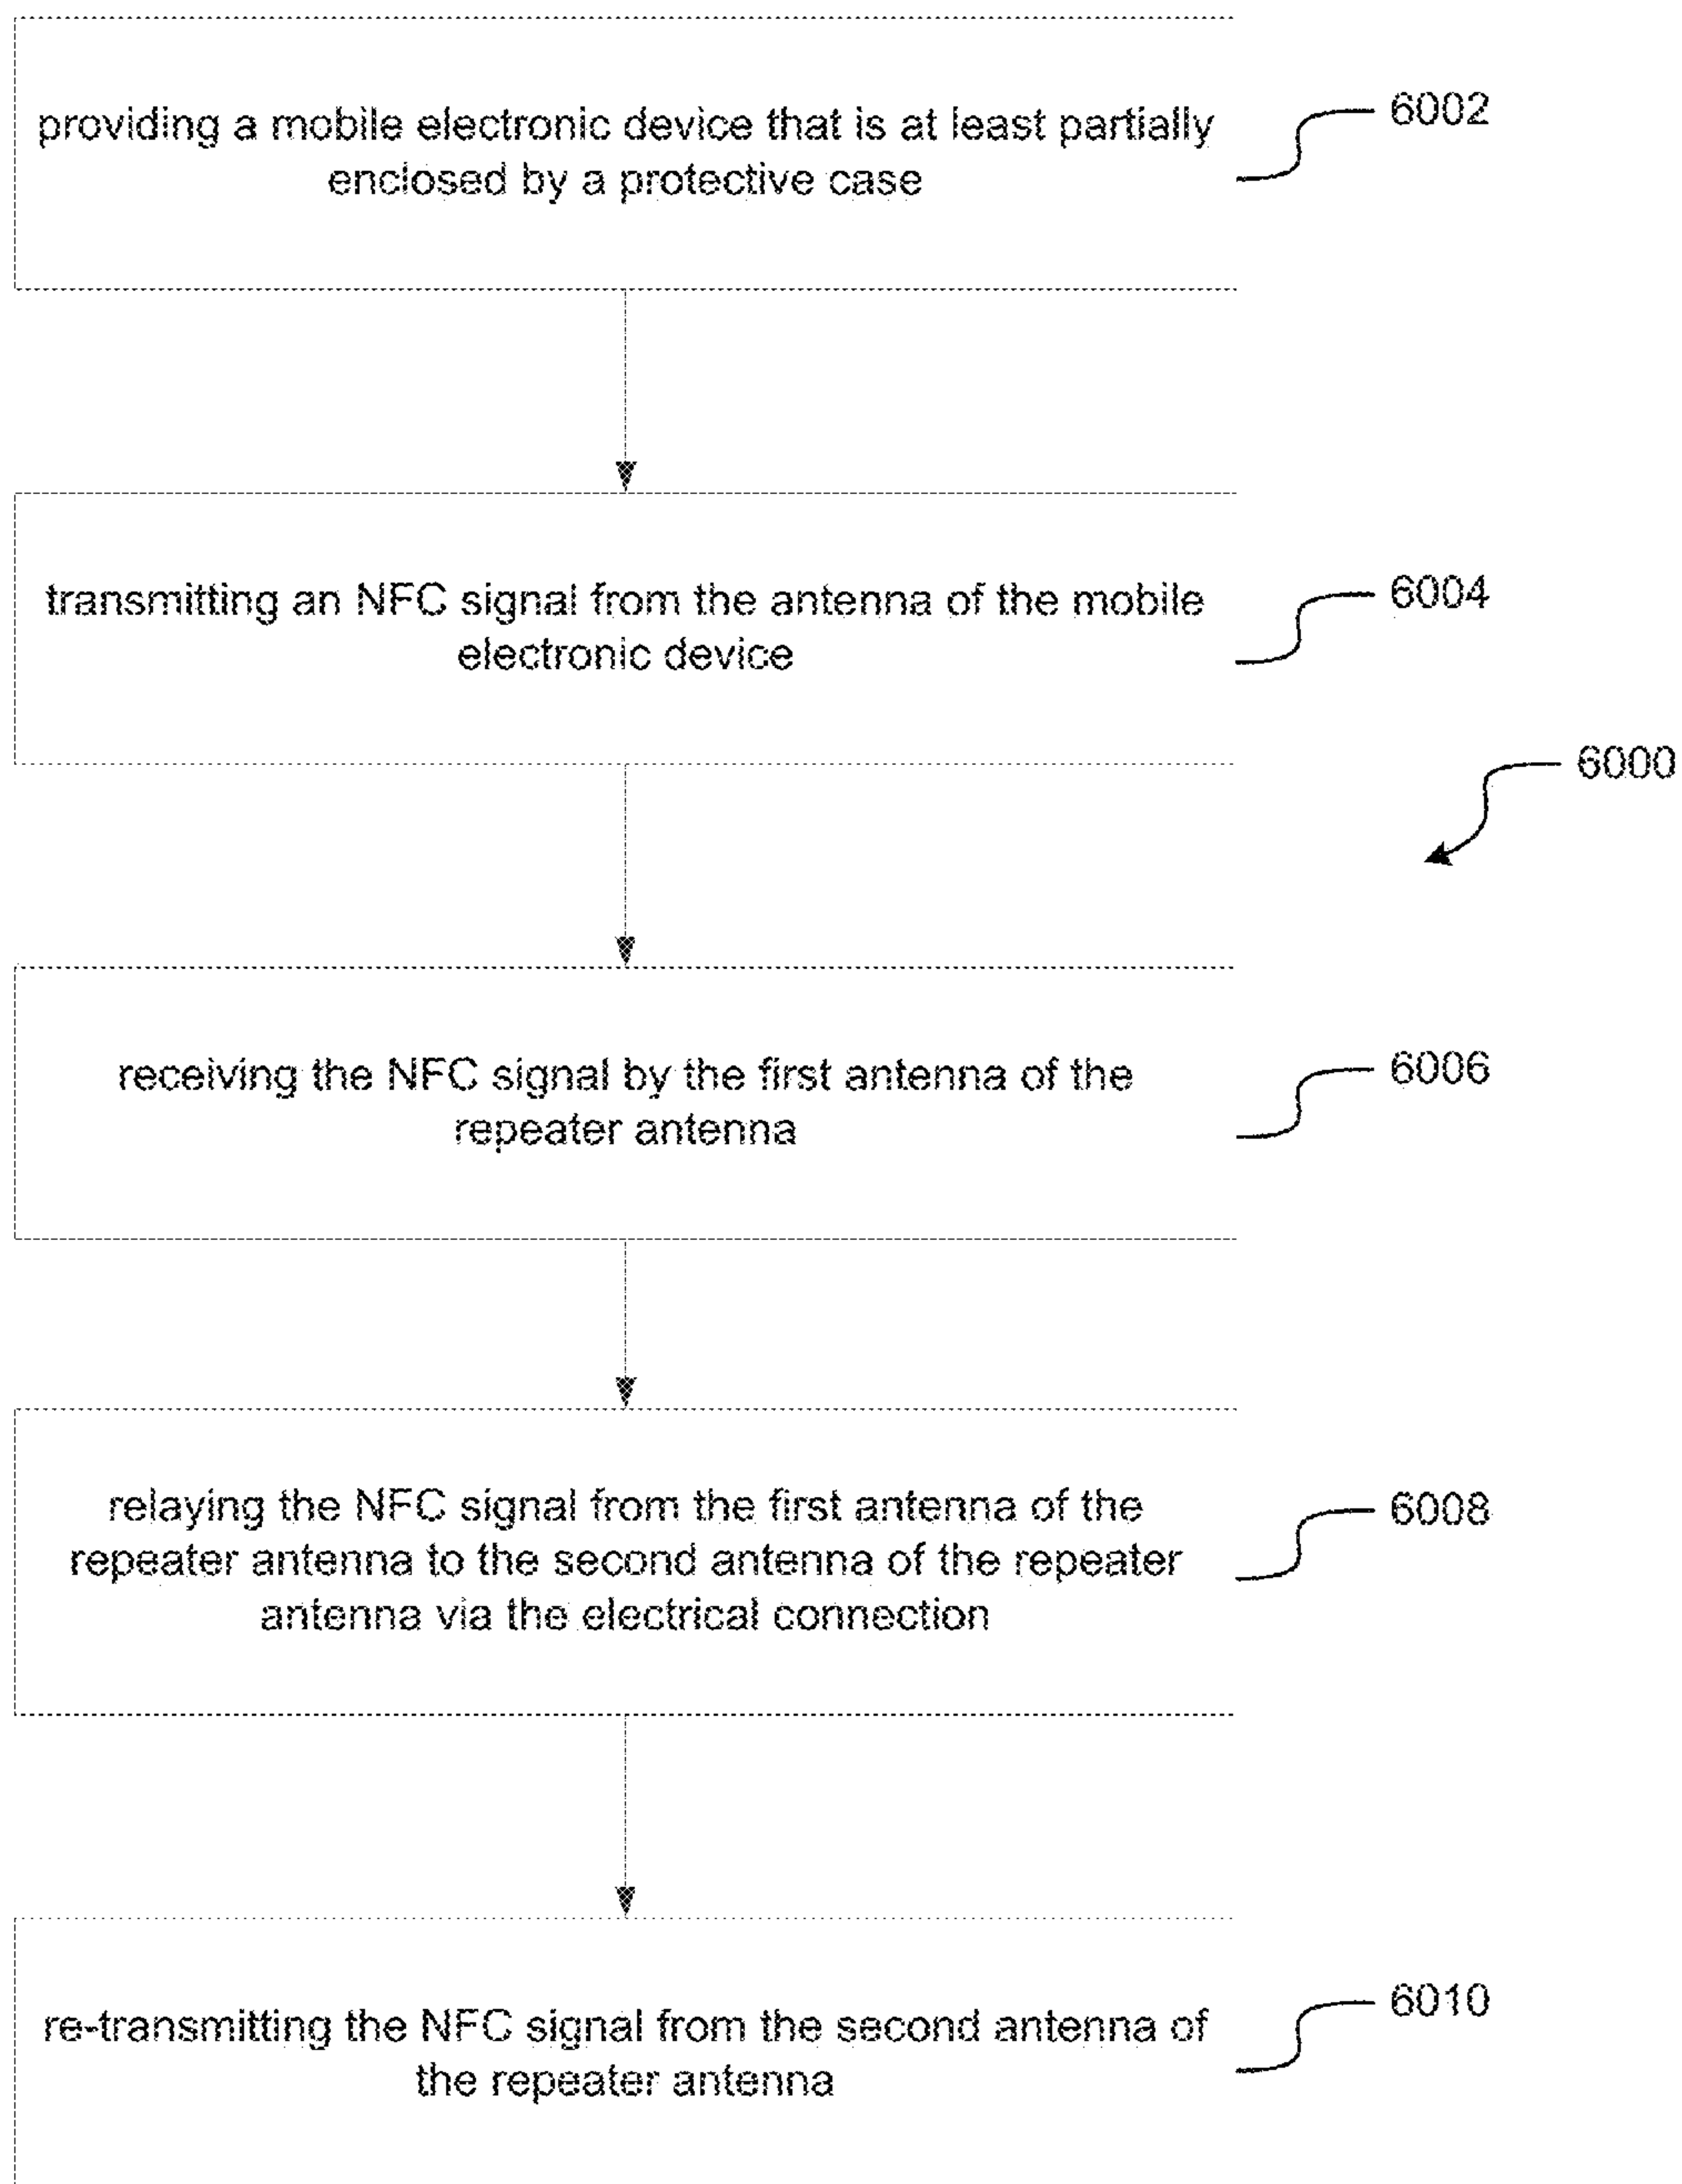 providing a mobile electronic device that is at least partially
enclosed by a protective case
6002
transmitting an NFC signal from the antenna of the mobile
electronic device
6004
6000
receiving the NFC signal by the first antenna of the
repeater antenna
6006
relaying the NFC signal from the first antenna of the
repeater antenna to the second antenna of the repeater
antenna via the electrical connection
6008
re-transmitting the NFC signal from the second antenna of
the repeater antenna
6010